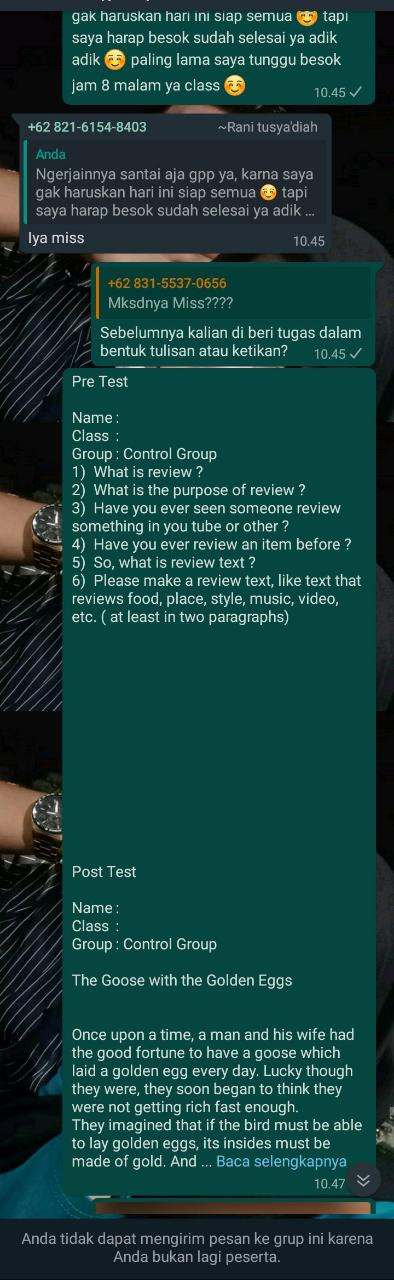 gak haruskan hari ini siap semua 😊 tapi
saya harap besok sudah selesai ya adik
adik 😊 paling lama saya tunggu besok
jam 8 malam ya class 😊
10.45
+62 821-6154-8403 ~Rani tusya'diah
Anda
Ngerjainnya santai aja gpp ya, karna saya
gak haruskan hari ini siap semua 😊 tapi
saya harap besok sudah selesai ya adik ...
Iya miss
10.45
+62 831-5537-0656
Mksdnya Miss????
Sebelumnya kalian di beri tugas dalam
bentuk tulisan atau ketikan?
10.45
Pre Test
Name :
Class :
Group : Control Group
1) What is review ?
2) What is the purpose of review ?
3) Have you ever seen someone review
something in you tube or other ?
4) Have you ever review an item before ?
5) So, what is review text ?
6) Please make a review text, like text that
reviews food, place, style, music, video,
etc. ( at least in two paragraphs)
Post Test
Name :
Class :
Group : Control Group
The Goose with the Golden Eggs
Once upon a time, a man and his wife had
the good fortune to have a goose which
laid a golden egg every day. Lucky though
they were, they soon began to think they
were not getting rich fast enough.
They imagined that if the bird must be able
to lay golden eggs, its insides must be
made of gold. And ... Baca selengkapnya
10.47
Anda tidak dapat mengirim pesan ke grup ini karena
Anda bukan lagi peserta.